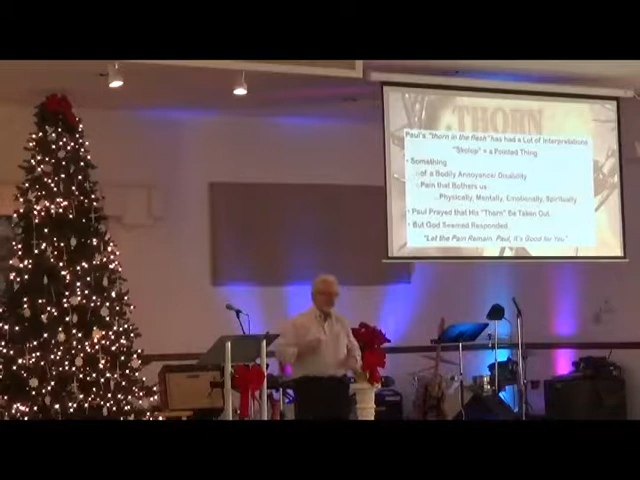 THORN
Paul's "thorn in the flesh" has had a Lot of Interpretations
"Skolop" = a Pointed Thing
• Something
of a Bodily Annoyance/Disability
Pain that Bothers us
Physically, Mentally, Emotionally, Spiritually
• Paul Prayed that His "Thorn" Be Taken Out.
• But God Seemed Responded
"Let the Pain Remain, Paul, It's Good for You"